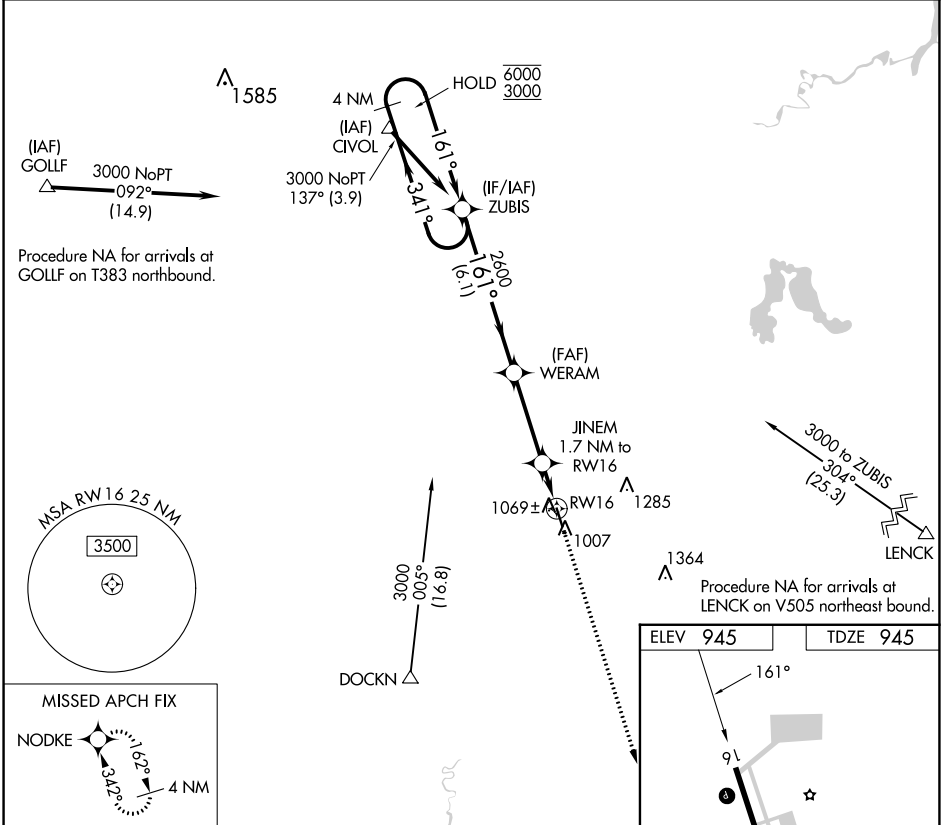 1585
4 NM
HOLD 6000
3000
(IAF)
CIVOL
161°
(IAF)
GOLLF
3000 NoPT
092°
(14.9)
3000 NoPT
137° (3.9)
341°
(IF/IAF)
ZUBIS
Procedure NA for arrivals at
GOLLF on T383 northbound.
2600
161°
(6.1)
(FAF)
WERAM
JINEM
1.7 NM to
RW16
3000 to ZUBIS
304°
(25.3)
LENCK
1069±
RW16
1285
1007
1364
MSA RW16 25 NM
3500
3000
005°
(16.8)
DOCKN
Procedure NA for arrivals at
LENCK on V505 northeast bound.
ELEV 945
TDZE 945
161°
16
P
MISSED APCH FIX
NODKE
162°
342°
4 NM